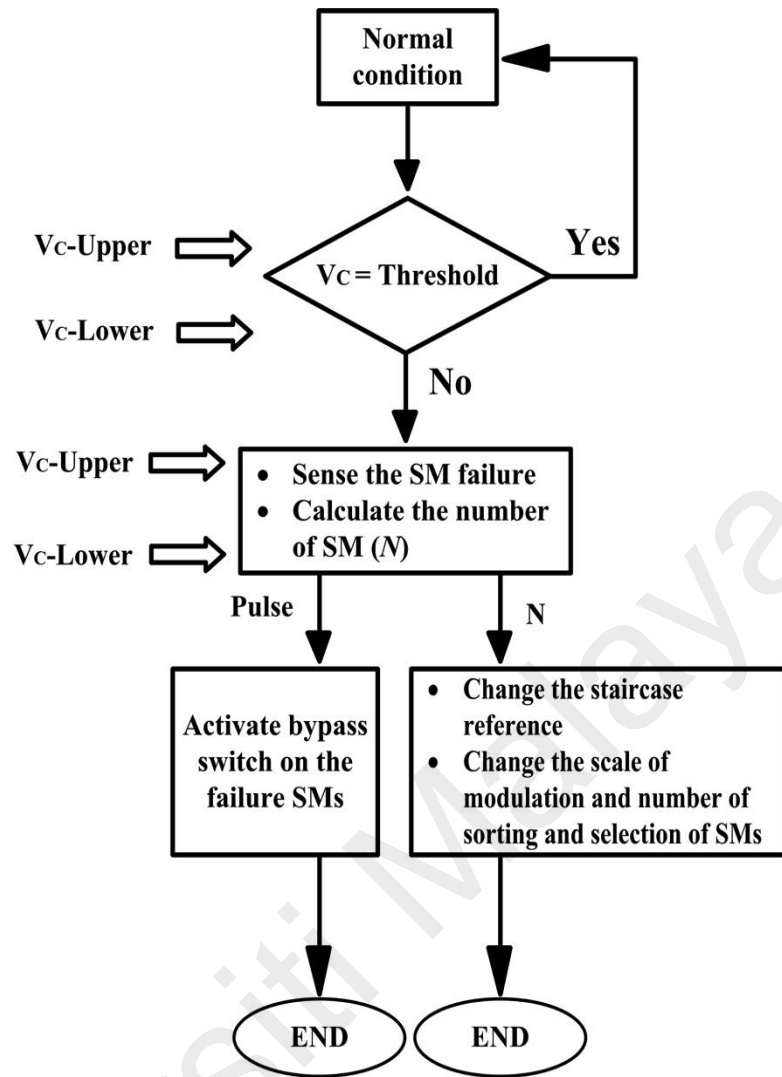 Normal
condition
Vc-Upper
Vc = Threshold
Yes
Vc-Lower
No
Vc-Upper
• Sense the SM failure
• Calculate the number
of SM (N)
Vc-Lower
Pulse
N
Activate bypass
switch on the
failure SMs
• Change the staircase
reference
• Change the scale of
modulation and number of
sorting and selection of SMs
END
END
siti Malaya